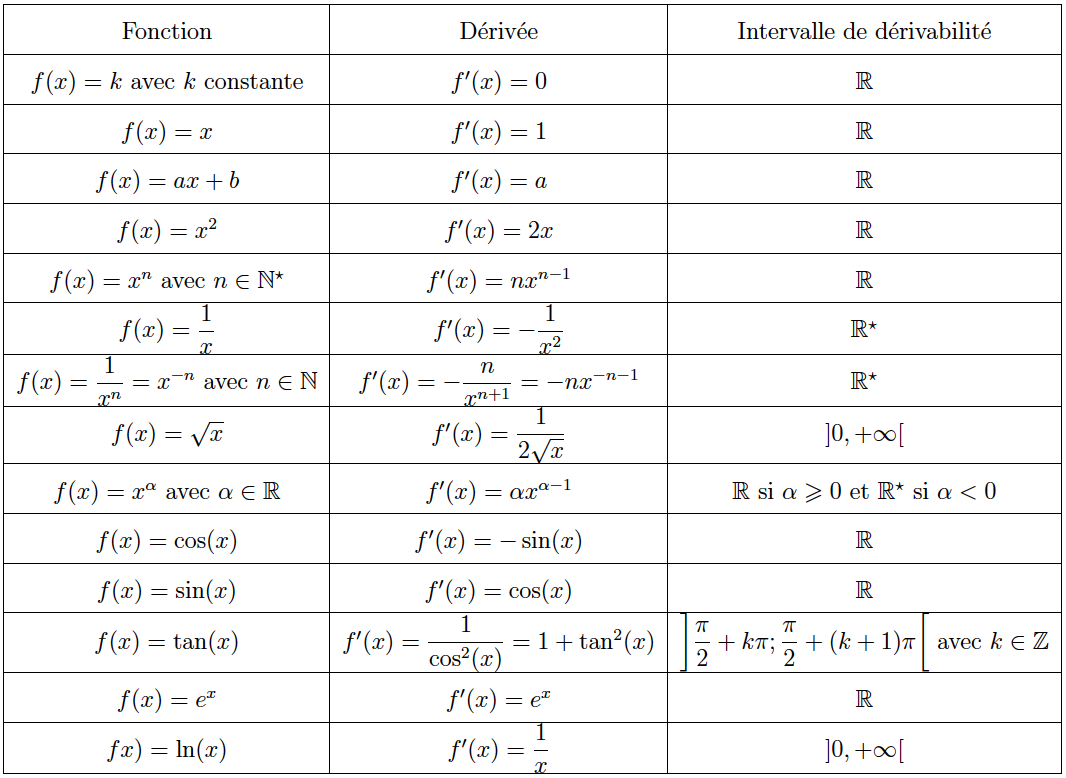 Fonction Dérivée Intervalle de dérivabilité
f(x) = k avec k constante f′(x) = 0 ℝ
f(x) = x f′(x) = 1 ℝ
f(x) = ax + b f′(x) = a ℝ
f(x) = x² f′(x) = 2x ℝ
f(x) = xⁿ avec n ∈ ℕ⋆ f′(x) = nxⁿ⁻¹ ℝ
f(x) = 1/x f′(x) = −1/x² ℝ⋆
f(x) = 1/xⁿ = x⁻ⁿ avec n ∈ ℕ f′(x) = −n/xⁿ⁺¹ = −nx⁻ⁿ⁻¹ ℝ⋆
f(x) = √x f′(x) = 1/(2√x) ]0, +∞[
f(x) = x^α avec α ∈ ℝ f′(x) = αx^(α−1) ℝ si α ⩾ 0 et ℝ⋆ si α < 0
f(x) = cos(x) f′(x) = − sin(x) ℝ
f(x) = sin(x) f′(x) = cos(x) ℝ
f(x) = tan(x) f′(x) = 1/cos²(x) = 1 + tan²(x) ]π/2 + kπ; π/2 + (k + 1)π[ avec k ∈ ℤ
f(x) = eˣ f′(x) = eˣ ℝ
fx) = ln(x) f′(x) = 1/x ]0, +∞[